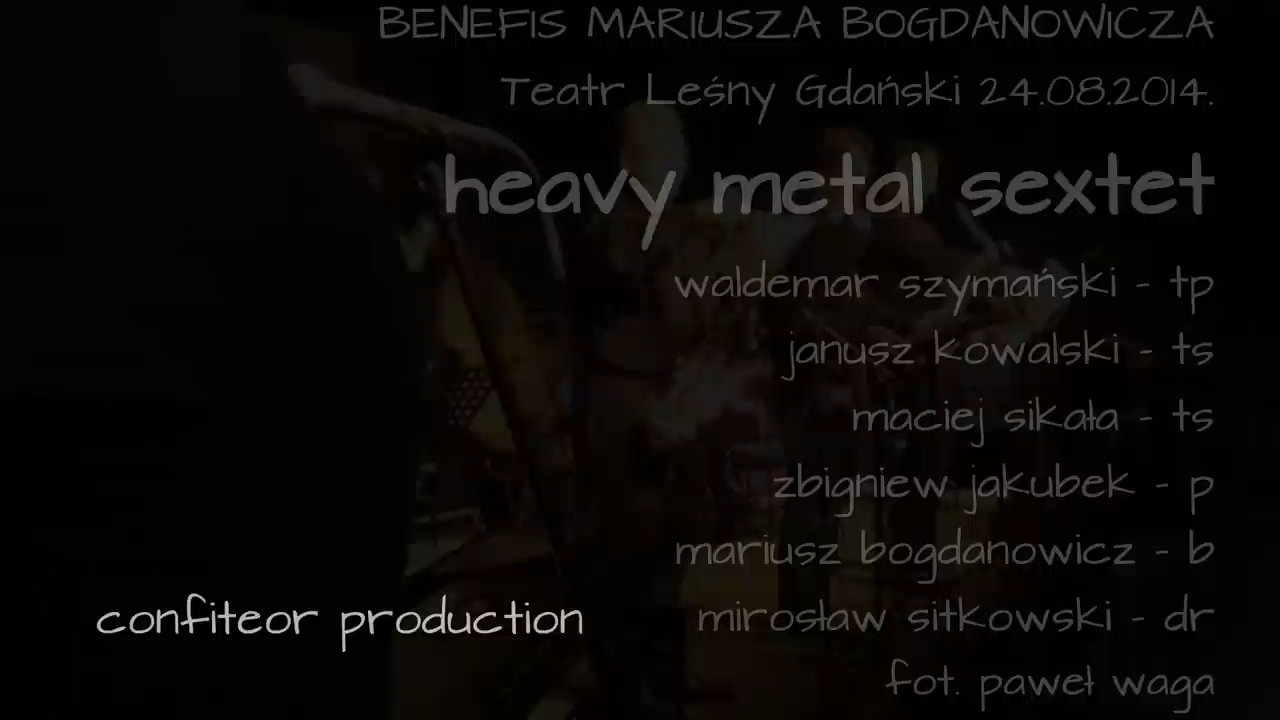 BENEFIS MARIUSZA BOGDANOWICZA
Teatr Leśny Gdański 24.08.2014.
heavy metal sextet
waldemar szymański - tp
janusz kowalski - ts
maciej sikała - ts
zbigniew jakubek - p
mariusz bogdanowicz - b
mirosław sitkowski - dr
fot. paweł waga
confiteor production